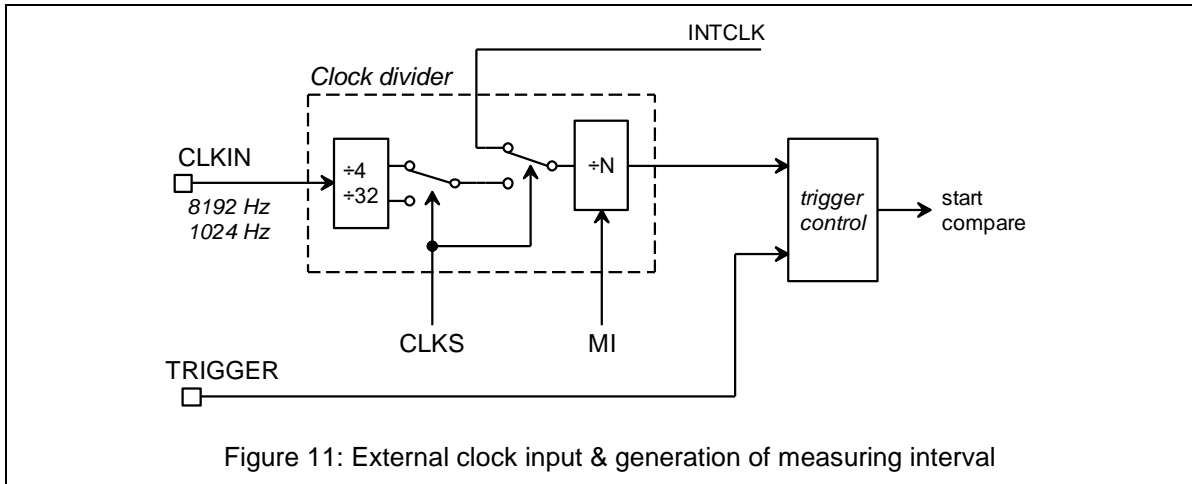 INTCLK
Clock divider
CLKIN
8192 Hz
1024 Hz
÷4
÷32
÷N
trigger
control
start
compare
CLKS
MI
TRIGGER
Figure 11: External clock input & generation of measuring interval